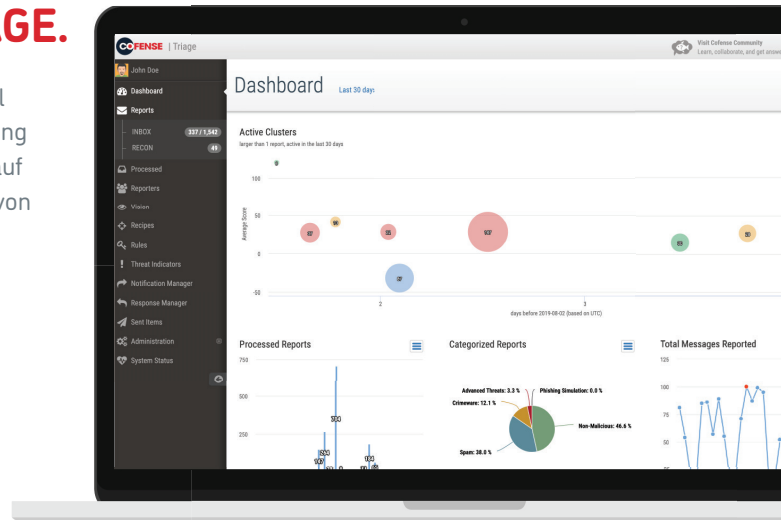 AGE.
l
ng
auf
von
COFENSE | Triage
Visit Cofense Community
Learn, collaborate, and get answe
John Doe
Dashboard
Reports
INBOX 337 / 1,542
RECON 49
Processed
Reporters
Vision
Recipes
Rules
Threat Indicators
Notification Manager
Response Manager
Sent Items
Administration
System Status
Dashboard Last 30 days
Active Clusters
larger than 1 report, active in the last 30 days
Average Score
100
50
0
-50
2
3
days before 2019-08-02 (based on UTC)
Processed Reports
750
500
250
Categorized Reports
Advanced Threats: 3.3 %
Phishing Simulation: 0.0 %
Crimeware: 12.1 %
Non-Malicious: 46.6 %
Spam: 38.0 %
Total Messages Reported
125
100
75
50